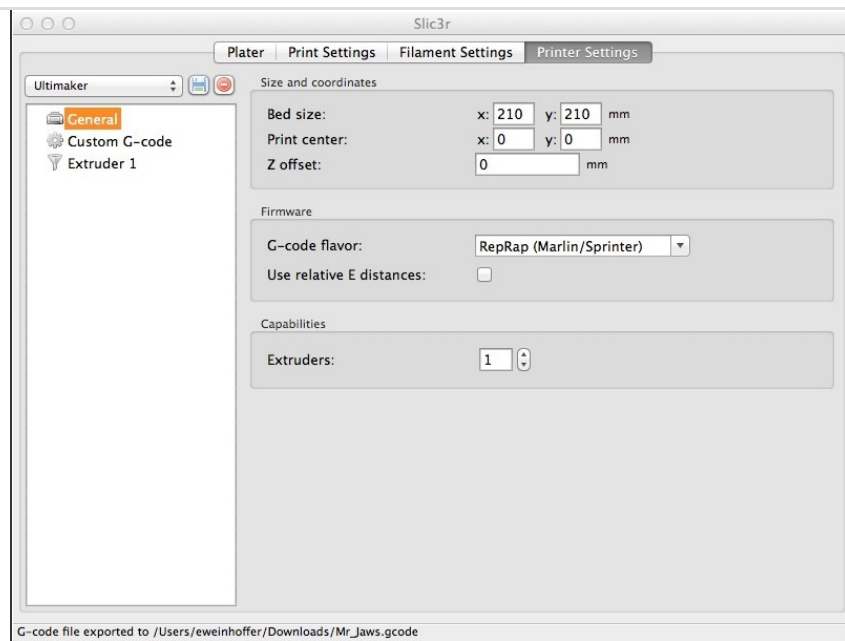 Slic3r
Plater Print Settings Filament Settings Printer Settings
Ultimaker
General
Custom G-code
Extruder 1
Size and coordinates
Bed size: x: 210 y: 210 mm
Print center: x: 0 y: 0 mm
Z offset: 0 mm
Firmware
G-code flavor: RepRap (Marlin/Sprinter)
Use relative E distances:
Capabilities
Extruders: 1
G-code file exported to /Users/eweinhoffer/Downloads/Mr_Jaws.gcode